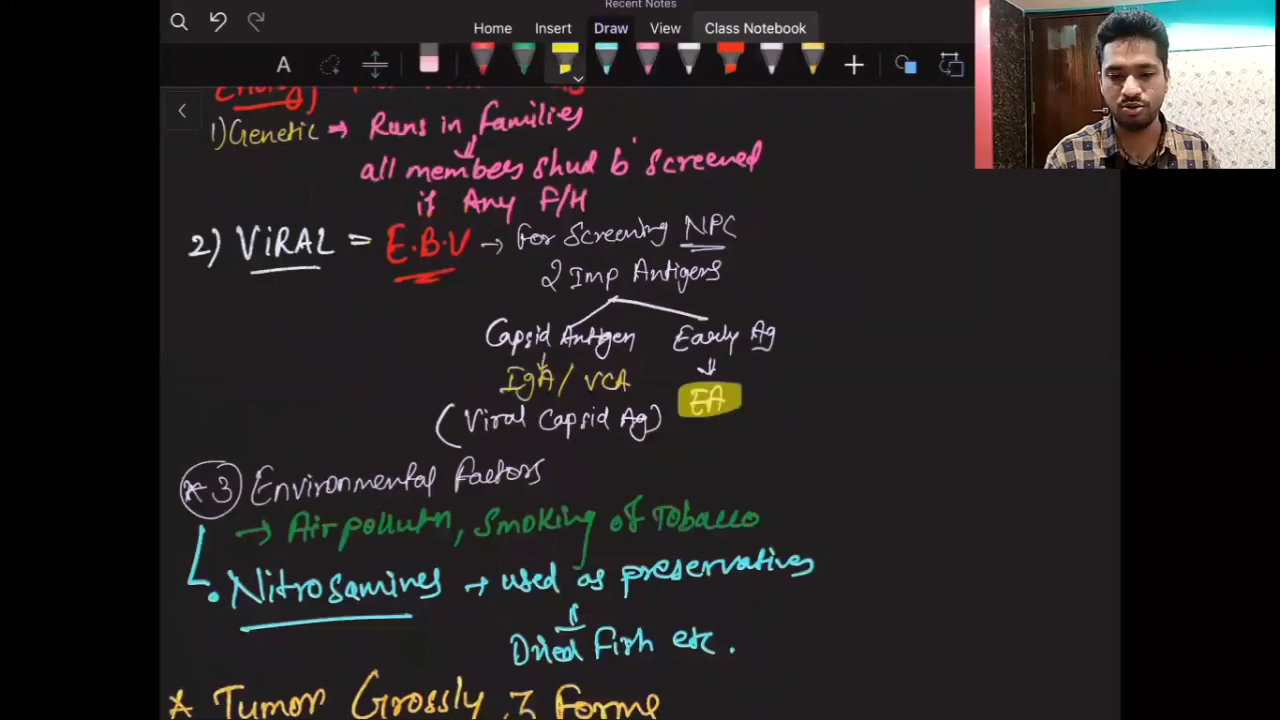 Recent Notes
Home Insert Draw View Class Notebook
A
Etiology
1) Genetic ⇒ Runs in families
all members shud b' screened
if Any F/H
2) ViRAL = E.B.V → For Screening NPC
2 Imp Antigens
Capsid Antigen Early Ag
IgA / VCA EA
(Viral Capsid Ag)
* 3 Environmental factors
→ Air pollutn, Smoking of Tobacco
• Nitrosamines → used as preservatives
Dried Fish etc.
* Tumor Grossly 3 Forms